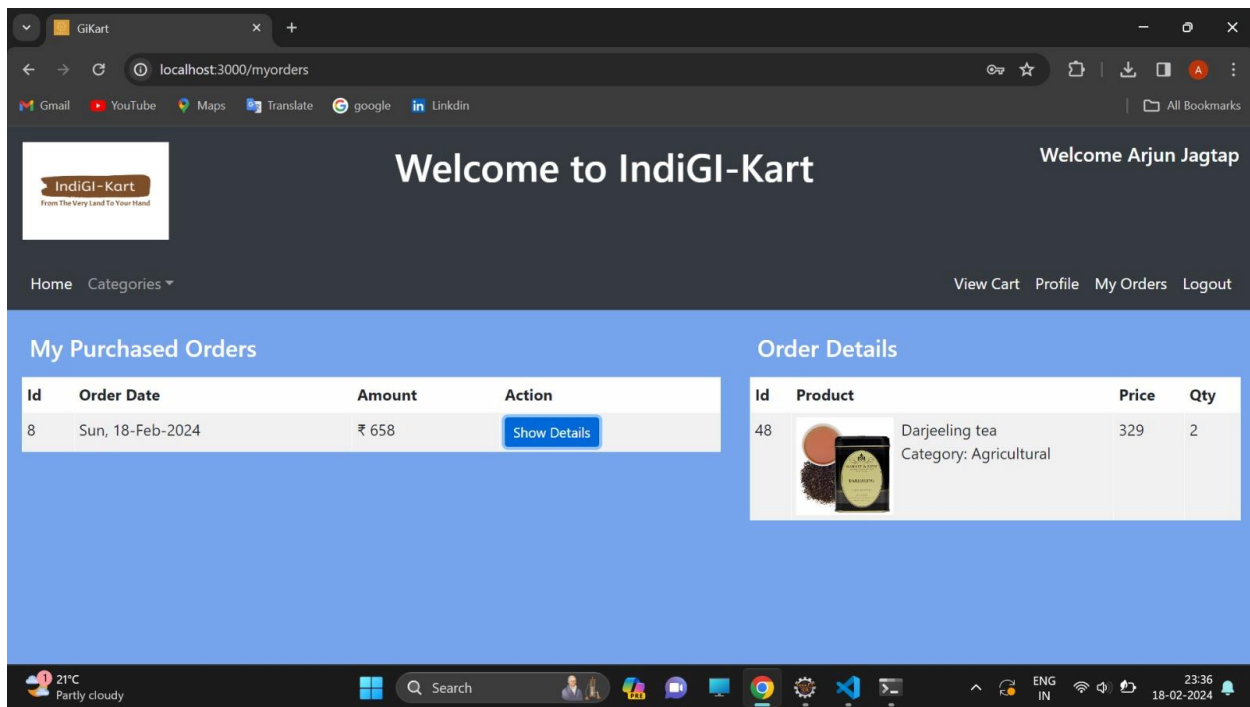 GiKart
localhost:3000/myorders
A
Gmail YouTube Maps Translate google Linkdin All Bookmarks
IndiGI-Kart
From The Very Land To Your Hand
Welcome to IndiGI-Kart
Welcome Arjun Jagtap
Home Categories View Cart Profile My Orders Logout
My Purchased Orders
Id Order Date Amount Action
8 Sun, 18-Feb-2024 ₹ 658 Show Details
Order Details
Id Product Price Qty
48 Darjeeling tea 329 2
Category: Agricultural
DARJEELING
1 21°C
Partly cloudy
Search
PRE
ENG
IN
23:36
18-02-2024